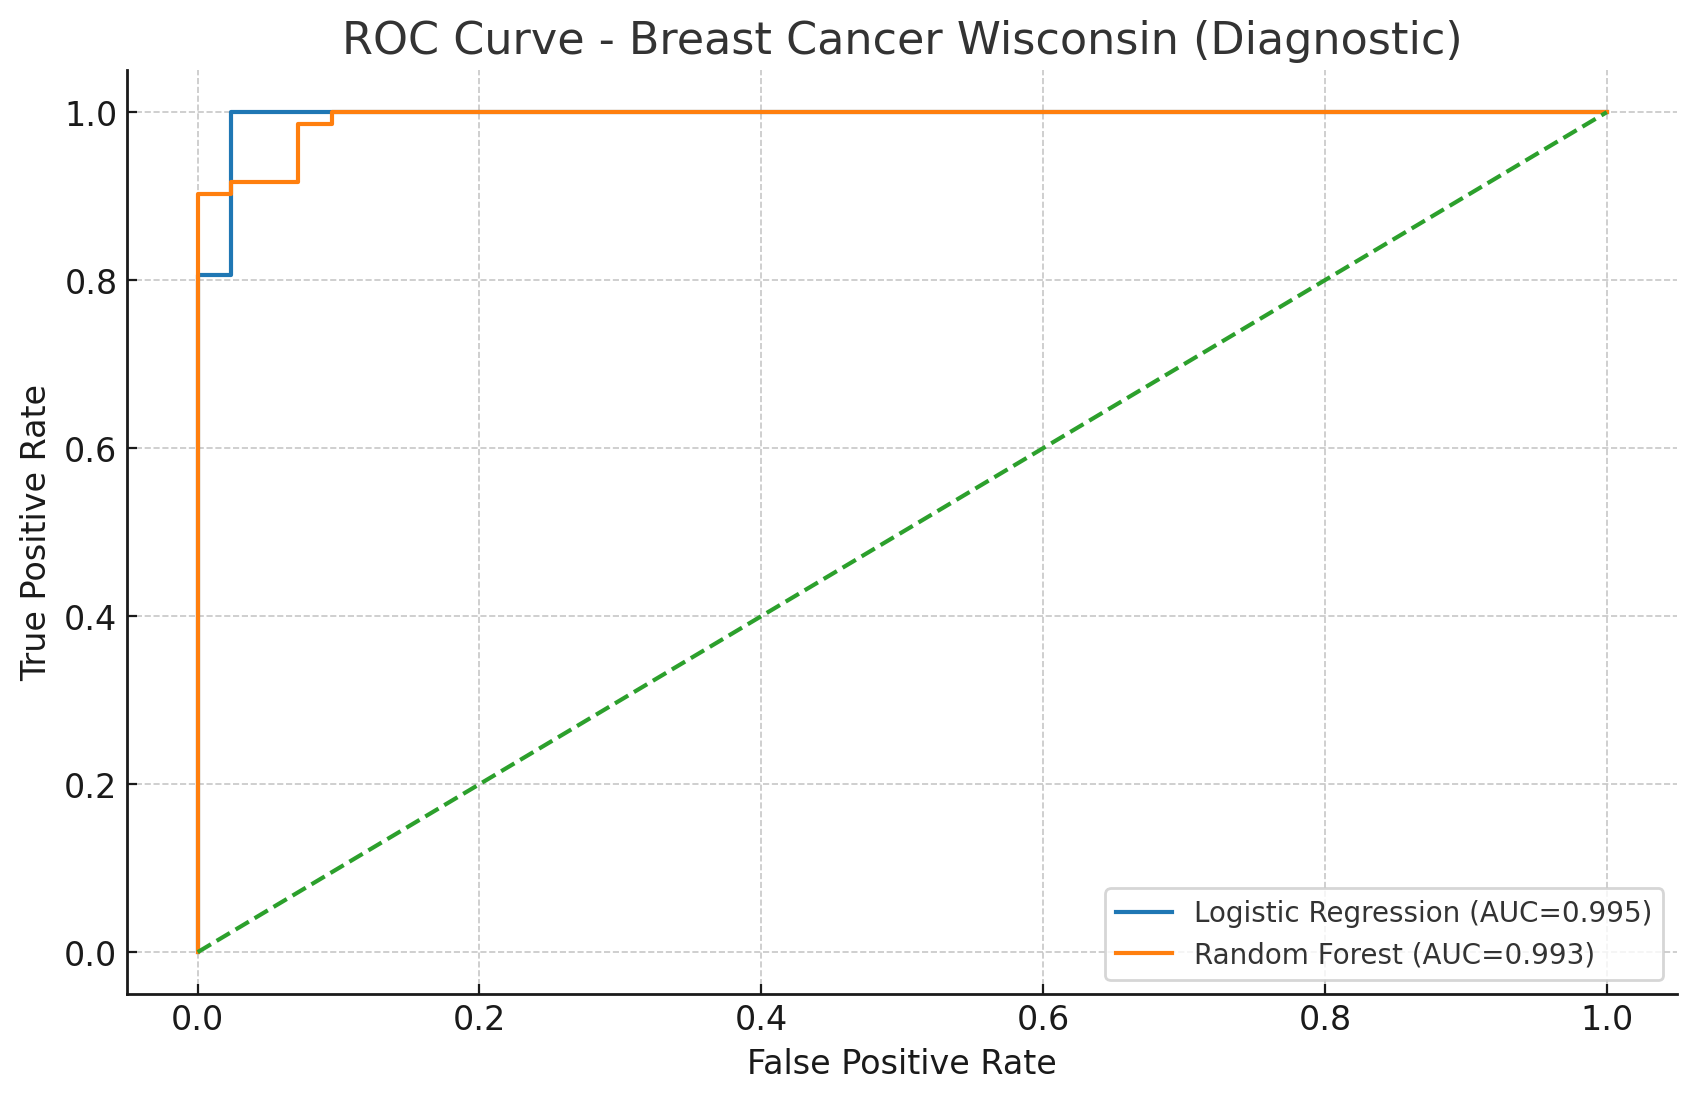 ROC Curve - Breast Cancer Wisconsin (Diagnostic)
True Positive Rate
1.0
0.8
0.6
0.4
0.2
0.0
Logistic Regression (AUC=0.995)
Random Forest (AUC=0.993)
0.0 0.2 0.4 0.6 0.8 1.0
False Positive Rate